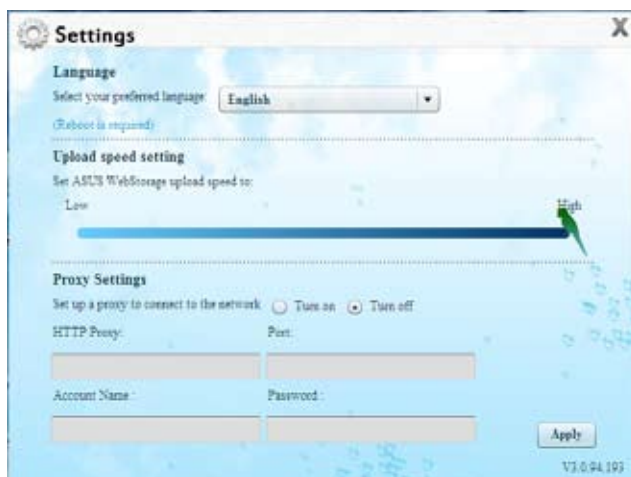 Settings
X
Language
Select your preferred language:
English
(Reboot is required)
Upload speed setting
Set ASUS WebStorage upload speed to:
Low
High
Proxy Settings
Set up a proxy to connect to the network
Turn on
Turn off
HTTP Proxy:
Port:
Account Name :
Password :
Apply
V3.0.94.193